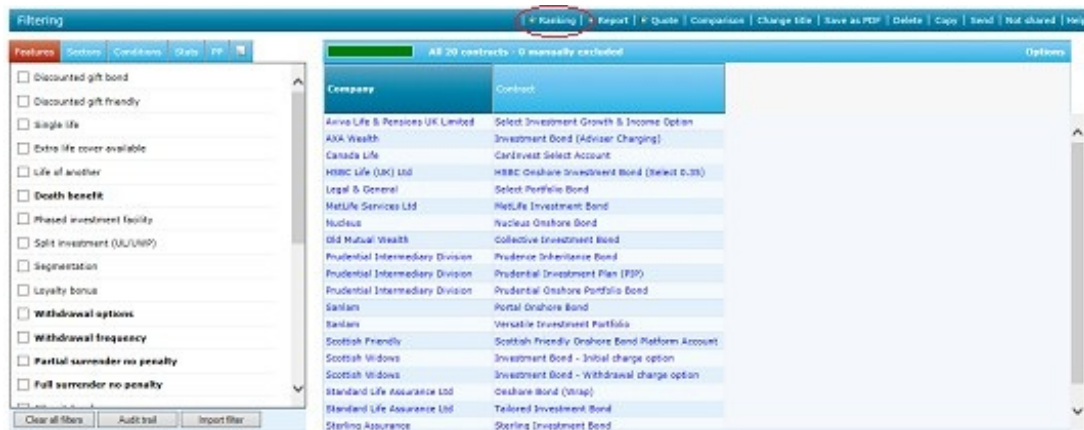 Filtering
Ranking | Report | Quote | Comparison | Change title | Save as PDF | Delete | Copy | Send | Not shared | Help
Features Sectors Conditions Stats PP
All 20 contracts - 0 manually excluded Options
Company Contract
Discounted gift bond
Discounted gift friendly
Single life
Extra life cover available
Life of another
Death benefit
Phased investment facility
Split investment (UL/UWP)
Segmentation
Loyalty bonus
Withdrawal options
Withdrawal frequency
Partial surrender no penalty
Full surrender no penalty
Clear all filters Audit trail Import filter
Aviva Life & Pensions UK Limited Select Investment Growth & Income Option
AXA Wealth Investment Bond (Adviser Charging)
Canada Life CanInvest Select Account
HSBC Life (UK) Ltd HSBC Onshore Investment Bond (Select 0.35)
Legal & General Select Portfolio Bond
MetLife Services Ltd MetLife Investment Bond
Nucleus Nucleus Onshore Bond
Old Mutual Wealth Collective Investment Bond
Prudential Intermediary Division Prudence Inheritance Bond
Prudential Intermediary Division Prudential Investment Plan (PIP)
Prudential Intermediary Division Prudential Onshore Portfolio Bond
Sanlam Portal Onshore Bond
Sanlam Versatile Investment Portfolio
Scottish Friendly Scottish Friendly Onshore Bond Platform Account
Scottish Widows Investment Bond - Initial charge option
Scottish Widows Investment Bond - Withdrawal charge option
Standard Life Assurance Ltd Onshore Bond (Wrap)
Standard Life Assurance Ltd Tailored Investment Bond
Sterling Assurance Sterling Investment Bond